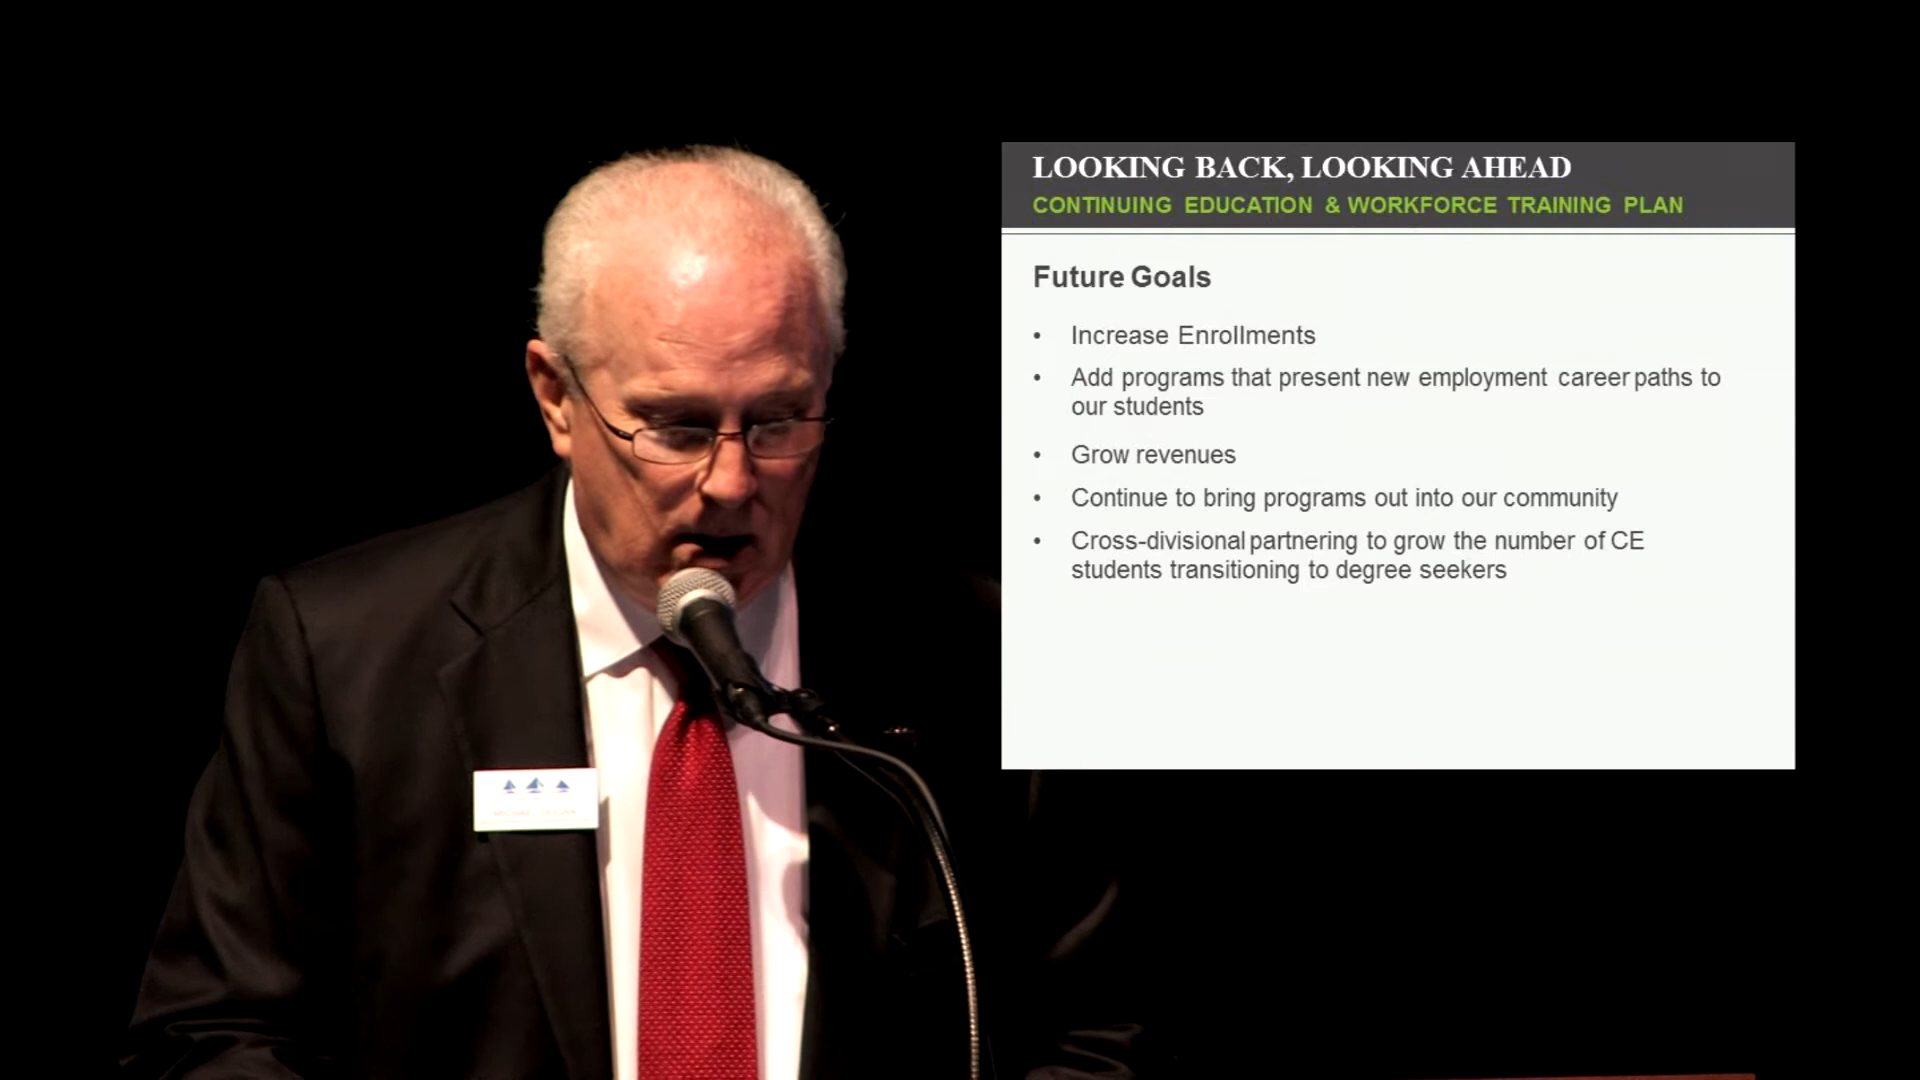 LOOKING BACK, LOOKING AHEAD
CONTINUING EDUCATION & WORKFORCE TRAINING PLAN
Future Goals
• Increase Enrollments
• Add programs that present new employment career paths to
our students
• Grow revenues
• Continue to bring programs out into our community
• Cross-divisional partnering to grow the number of CE
students transitioning to degree seekers